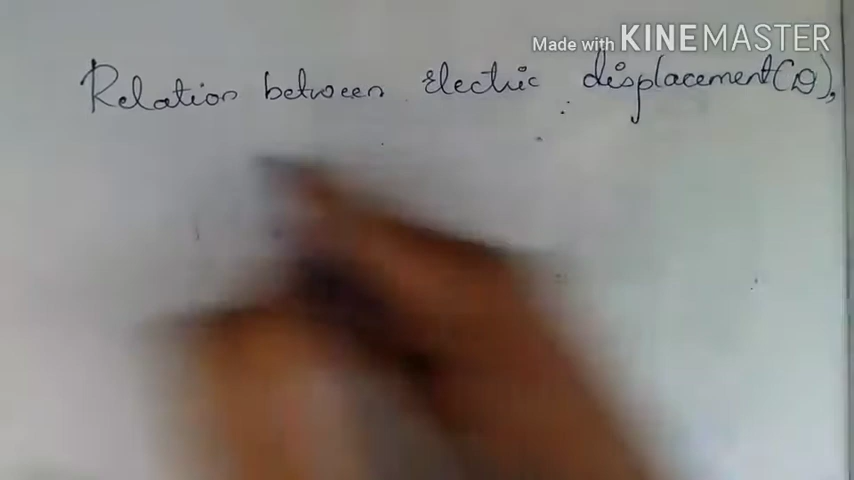 Made with KINEMASTER
Relation between electric displacement (D),